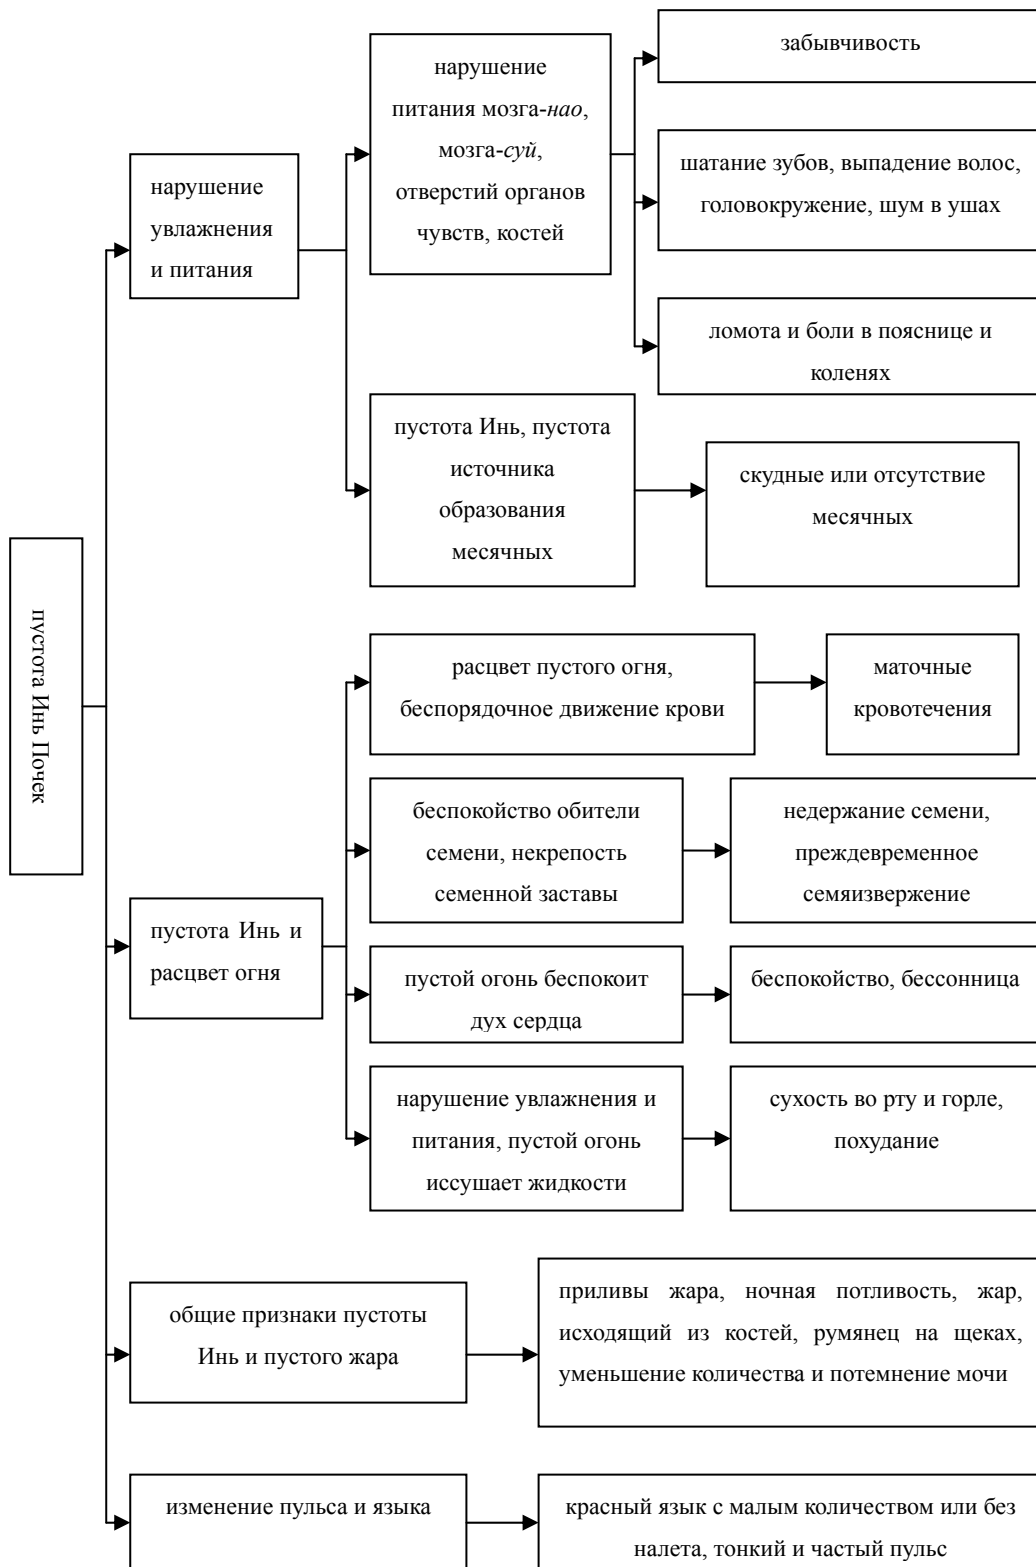 забывчивость
нарушение
питания мозга-нао,
мозга-суй,
отверстий органов
чувств, костей
шатание зубов, выпадение волос,
головокружение, шум в ушах
нарушение
увлажнения
и питания
ломота и боли в пояснице и
коленях
пустота Инь, пустота
источника
образования
месячных
скудные или отсутствие
месячных
пустота Инь Почек
расцвет пустого огня,
беспорядочное движение крови
маточные
кровотечения
беспокойство обители
семени, некрепость
семенной заставы
недержание семени,
преждевременное
семяизвержение
пустота Инь и
расцвет огня
пустой огонь беспокоит
дух сердца
беспокойство, бессонница
нарушение увлажнения и
питания, пустой огонь
иссушает жидкости
сухость во рту и горле,
похудание
общие признаки пустоты
Инь и пустого жара
приливы жара, ночная потливость, жар,
исходящий из костей, румянец на щеках,
уменьшение количества и потемнение мочи
изменение пульса и языка
красный язык с малым количеством или без
налета, тонкий и частый пульс